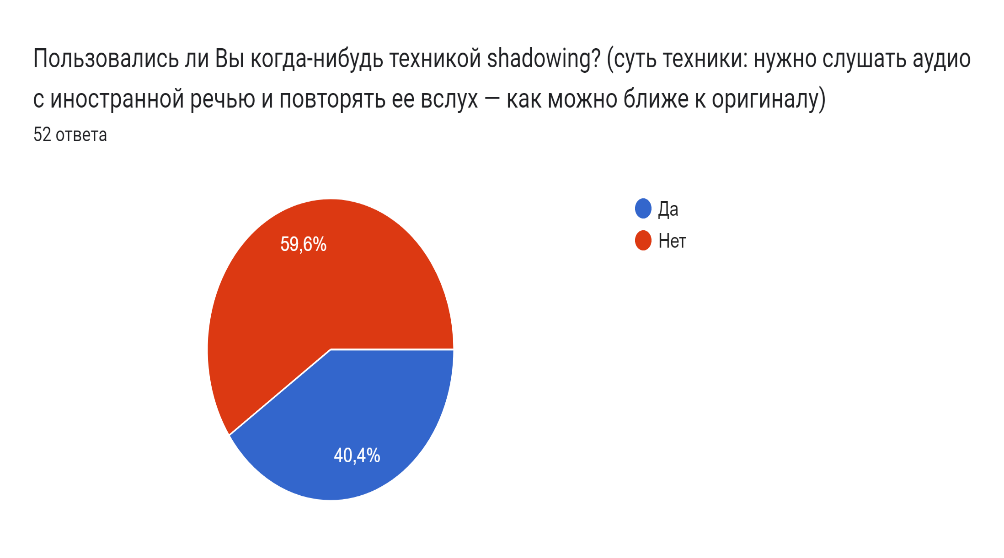 Пользовались ли Вы когда-нибудь техникой shadowing? (суть техники: нужно слушать аудио
с иностранной речью и повторять ее вслух — как можно ближе к оригиналу)
52 ответа
Да
Нет
59,6%
40,4%